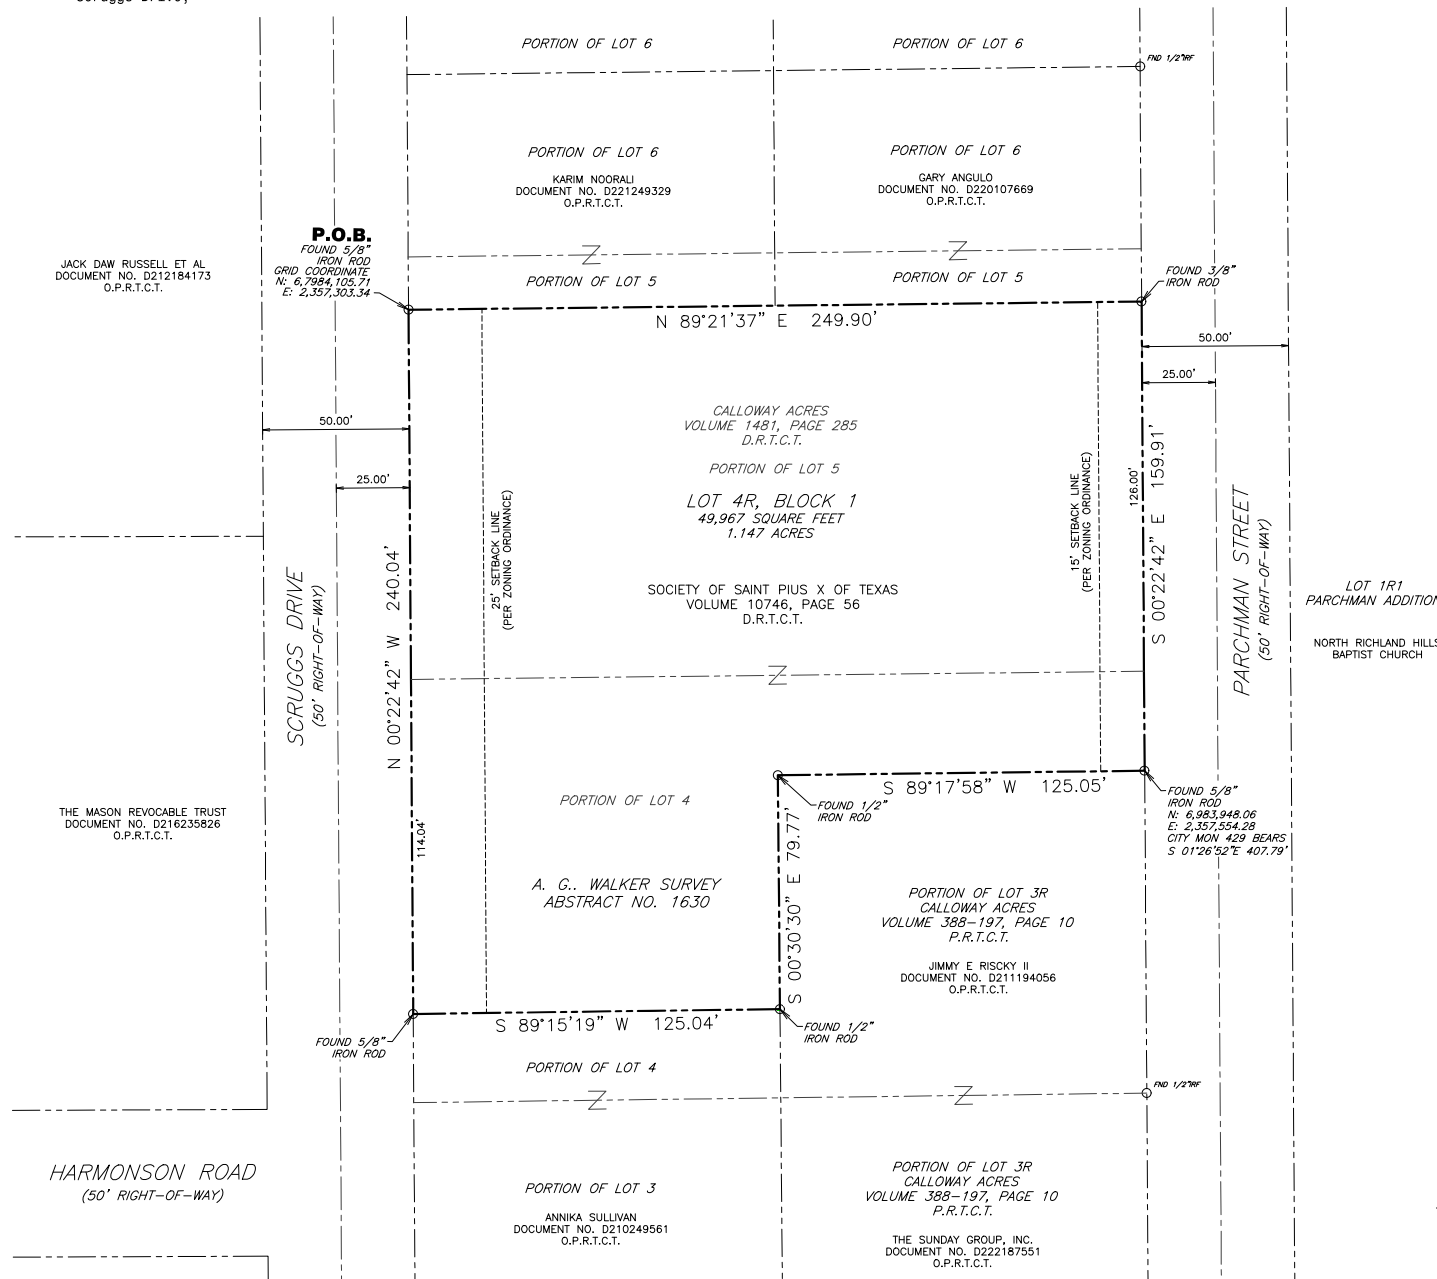 PORTION OF LOT 6
PORTION OF LOT 6
FND 1/2"IRF
PORTION OF LOT 6
KARIM NOORALI
DOCUMENT NO. D221249329
O.P.R.T.C.T.
PORTION OF LOT 6
GARY ANGULO
DOCUMENT NO. D220107669
O.P.R.T.C.T.
P.O.B.
FOUND 5/8"
IRON ROD
GRID COORDINATE
N: 6,7984,105.71
E: 2,357,303.34
JACK DAW RUSSELL ET AL
DOCUMENT NO. D212184173
O.P.R.T.C.T.
PORTION OF LOT 5
PORTION OF LOT 5
FOUND 3/8"
IRON ROD
N 89°21'37" E 249.90'
50.00'
25.00'
50.00'
25.00'
CALLOWAY ACRES
VOLUME 1481, PAGE 285
D.R.T.C.T.
PORTION OF LOT 5
LOT 4R, BLOCK 1
49,967 SQUARE FEET
1.147 ACRES
SOCIETY OF SAINT PIUS X OF TEXAS
VOLUME 10746, PAGE 56
D.R.T.C.T.
25' SETBACK LINE
(PER ZONING ORDINANCE)
15' SETBACK LINE
(PER ZONING ORDINANCE)
126.00'
S 00°22'42" E 159.91'
PARCHMAN STREET
(50' RIGHT-OF-WAY)
LOT 1R1
PARCHMAN ADDITION
NORTH RICHLAND HILLS
BAPTIST CHURCH
SCRUGGS DRIVE
(50' RIGHT-OF-WAY)
N 00°22'42" W 240.04'
114.04'
THE MASON REVOCABLE TRUST
DOCUMENT NO. D216235826
O.P.R.T.C.T.
PORTION OF LOT 4
S 89°17'58" W 125.05'
FOUND 1/2"
IRON ROD
FOUND 5/8"
IRON ROD
N: 6,983,948.06
E: 2,357,554.28
CITY MON 429 BEARS
S 01°26'52"E 407.79'
A. G.. WALKER SURVEY
ABSTRACT NO. 1630
S 00°30'30" E 79.77'
PORTION OF LOT 3R
CALLOWAY ACRES
VOLUME 388-197, PAGE 10
P.R.T.C.T.
JIMMY E RISCKY II
DOCUMENT NO. D211194056
O.P.R.T.C.T.
S 89°15'19" W 125.04'
FOUND 5/8"
IRON ROD
FOUND 1/2"
IRON ROD
PORTION OF LOT 4
FND 1/2"IRF
HARMONSON ROAD
(50' RIGHT-OF-WAY)
PORTION OF LOT 3
ANNIKA SULLIVAN
DOCUMENT NO. D210249561
O.P.R.T.C.T.
PORTION OF LOT 3R
CALLOWAY ACRES
VOLUME 388-197, PAGE 10
P.R.T.C.T.
THE SUNDAY GROUP, INC.
DOCUMENT NO. D222187551
O.P.R.T.C.T.